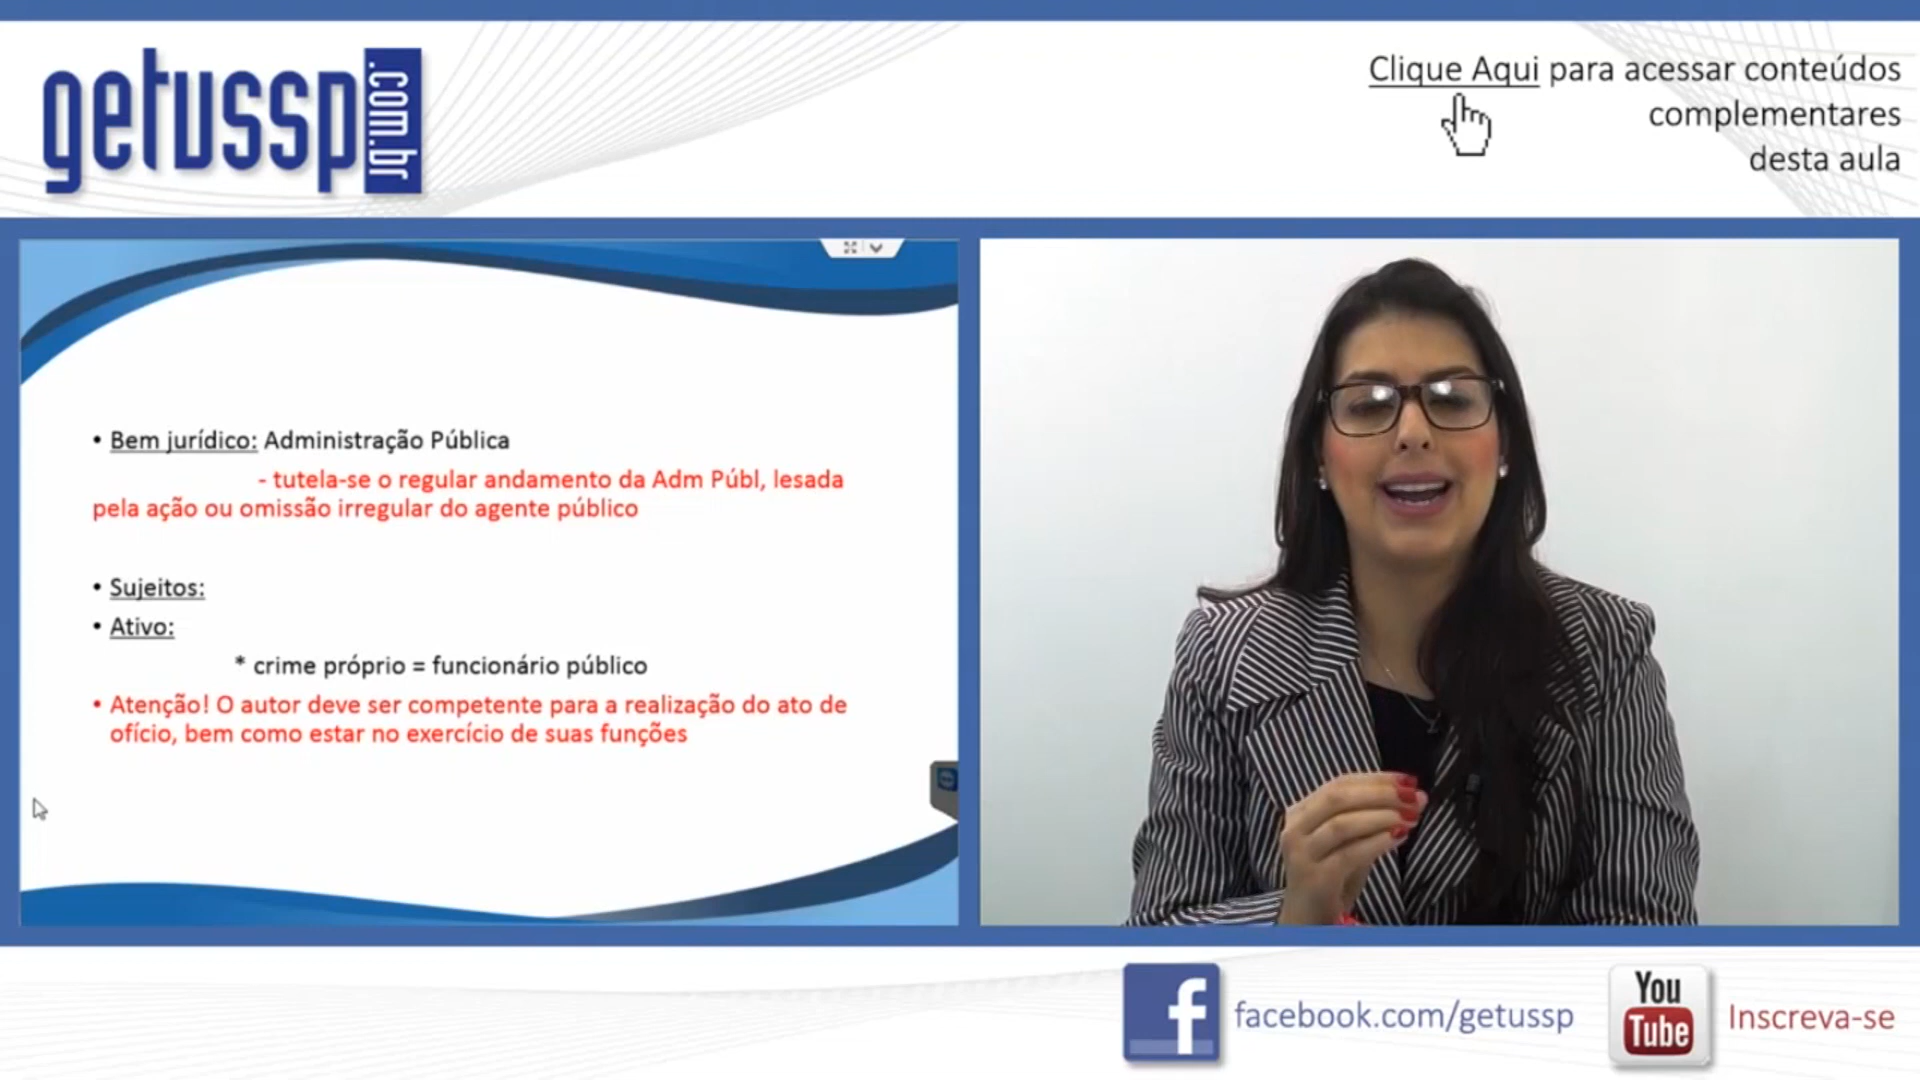 getussp.com.br
Clique Aqui para acessar conteúdos
complementares
desta aula
• Bem jurídico: Administração Pública
- tutela-se o regular andamento da Adm Públ, lesada
pela ação ou omissão irregular do agente público
• Sujeitos:
• Ativo:
* crime próprio = funcionário público
• Atenção! O autor deve ser competente para a realização do ato de
ofício, bem como estar no exercício de suas funções
f facebook.com/getussp
You
Tube
Inscreva-se